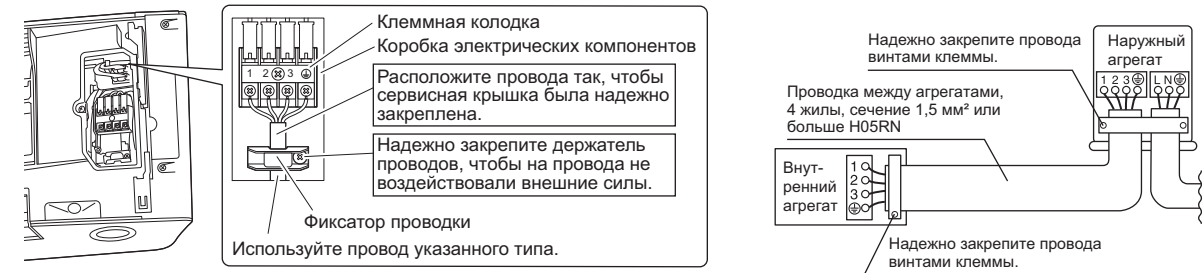 Клеммная колодка
Коробка электрических компонентов
1 2 3
Расположите провода так, чтобы
сервисная крышка была надежно
закреплена.
Надежно закрепите держатель
проводов, чтобы на провода не
воздействовали внешние силы.
Фиксатор проводки
Используйте провод указанного типа.
Надежно закрепите провода
винтами клеммы.
Наружный
агрегат
1 2 3 L N
Проводка между агрегатами,
4 жилы, сечение 1,5 мм² или
больше H05RN
Внут-
ренний
агрегат
1
2
3
Надежно закрепите провода
винтами клеммы.